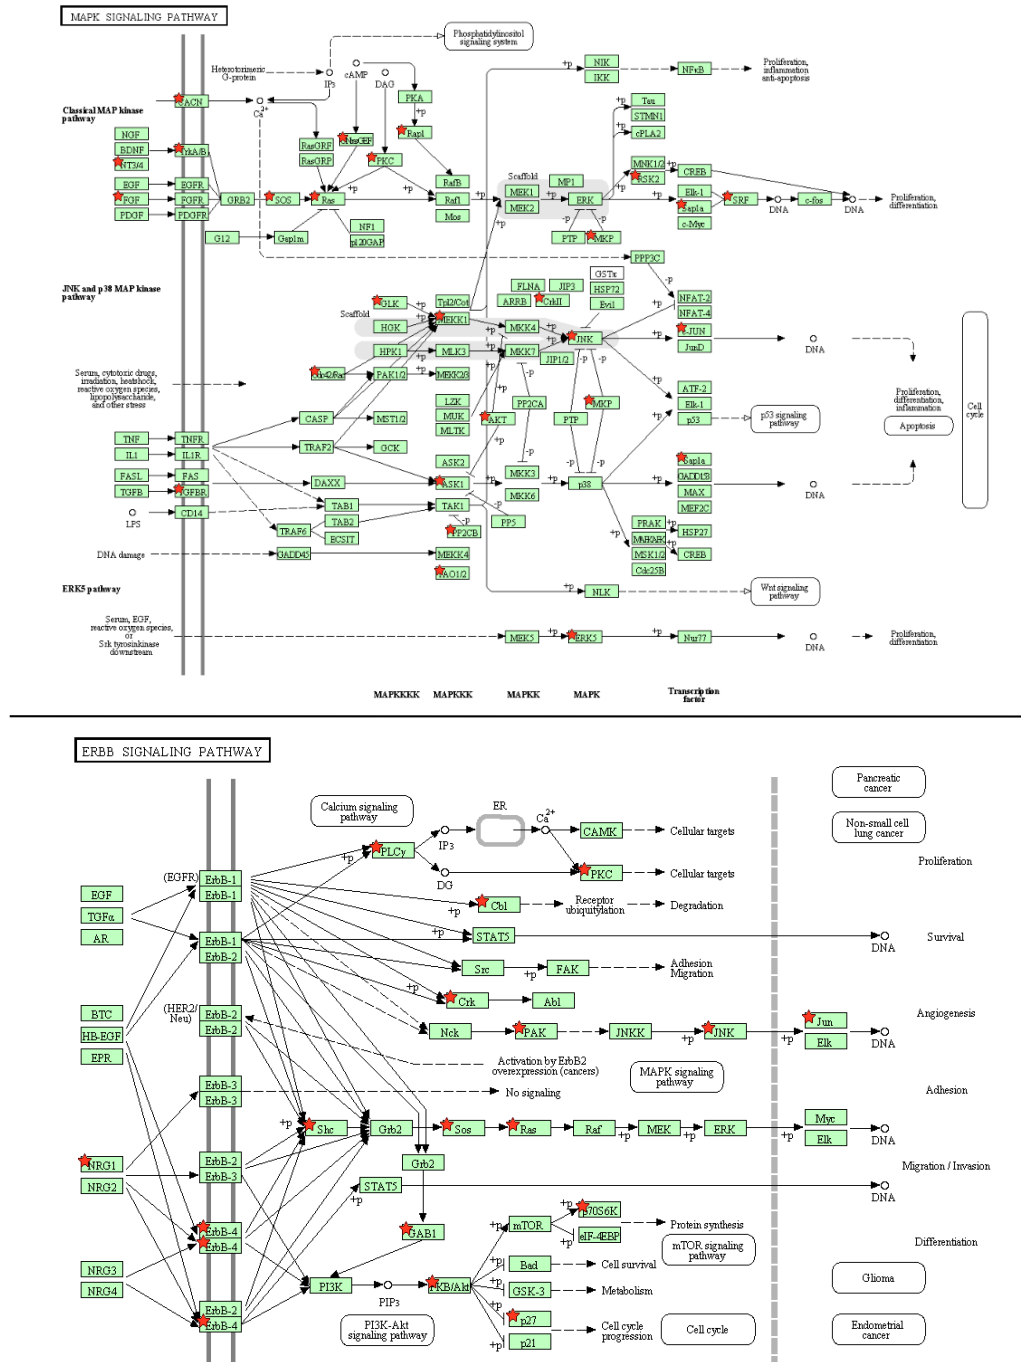 MAPK SIGNALING PATHWAY
Phosphatidylinositol
signaling system
Heterotrimeric
G-protein
IP3
cAMP
DAG
PKA
+p
NIK
IKK
+p
NFκB
Proliferation,
inflammation
anti-apoptosis
Classical MAP kinase
pathway
CACN
Ca2+
NGF
BDNF
NT3/4
TrkA/B
EGF
EGFR
FGF
FGFR
PDGF
PDGFR
GRB2
SOS
Ras
RasGRF
RasGRP
CNrasGEF
PKC
Rap1
RafB
Raf1
Mos
G12
Gap1m
NF1
p120GAP
Scaffold
MEK1
MEK2
MP1
ERK
PTP
MKP
Tau
STMN1
cPLA2
MNK1/2
RSK2
CREB
Elk-1
Sap1a
c-Myc
SRF
DNA
c-fos
DNA
Proliferation,
differentiation
PPP3C
JNK and p38 MAP kinase
pathway
Scaffold
GLK
HGK
HPK1
Cdc42/Rac
Tpl2/Cot
MEKK1
MLK3
PAK1/2
MEKK2/3
LZK
MUK
MLTK
FLNA
JIP3
ARRB
CrkII
GSTπ
HSP72
Evi1
MKK4
MKK7
JNK
JIP1/2
NFAT-2
NFAT-4
c-JUN
JunD
DNA
Serum, cytotoxic drugs,
irradiation, heatshock,
reactive oxygen species,
lipopolysaccharide,
and other stress
CASP
MST1/2
TRAF2
GCK
AKT
PP2CA
PTP
MKP
ATF-2
Elk-1
p53
p53 signaling
pathway
Proliferation,
differentiation,
inflammation
Apoptosis
Cell
cycle
TNF
TNFR
IL1
IL1R
FASL
FAS
TGFB
TGFBR
LPS
CD14
DAXX
ASK2
ASK1
TAB1
TAK1
TRAF6
TAB2
ECSIT
PP2CB
PP5
MKK3
MKK6
p38
Sap1a
GADD153
MAX
MEF2C
DNA
PRAK
MAPKAPK
MSK1/2
Cdc25B
HSP27
CREB
DNA damage
GADD45
MEKK4
TAO1/2
ERK5 pathway
NLK
Wnt signaling
pathway
Serum, EGF,
reactive oxygen species,
or
Srk tyrosinkinase
downstream
MEK5
ERK5
Nur77
DNA
Proliferation,
differentiation
MAPKKKK
MAPKKK
MAPKK
MAPK
Transcription
factor
ERBB SIGNALING PATHWAY
Calcium signaling
pathway
ER
IP3
Ca2+
CAMK
Cellular targets
Pancreatic
cancer
Non-small cell
lung cancer
PLCγ
DG
PKC
Cellular targets
Proliferation
EGF
TGFα
AR
(EGFR)
ErbB-1
ErbB-1
Cbl
Receptor
ubiquitylation
Degradation
ErbB-1
ErbB-2
STAT5
DNA
Survival
Src
FAK
Adhesion
Migration
Crk
Abl
BTC
HB-EGF
EPR
(HER2/
Neu)
ErbB-2
ErbB-2
Nck
PAK
JNKK
JNK
Jun
Elk
DNA
Angiogenesis
Activation by ErbB2
overexpression (cancers)
MAPK signaling
pathway
ErbB-3
ErbB-3
No signaling
Adhesion
Shc
Grb2
Sos
Ras
Raf
MEK
ERK
Myc
Elk
DNA
NRG1
NRG2
ErbB-2
ErbB-3
Grb2
STAT5
DNA
Migration / Invasion
ErbB-4
ErbB-4
GAB1
mTOR
p70S6K
eIF-4EBP
Protein synthesis
mTOR signaling
pathway
Differentiation
NRG3
NRG4
PI3K
PIP3
PKB/Akt
Bad
Cell survival
GSK-3
Metabolism
Glioma
ErbB-2
ErbB-4
PI3K-Akt
signaling pathway
p27
p21
Cell cycle
progression
Cell cycle
Endometrial
cancer